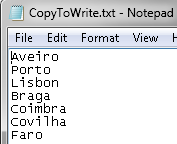 CopyToWrite.txt - Notepad
File Edit Format View
Aveiro
Porto
Lisbon
Braga
Coimbra
Covilha
Faro